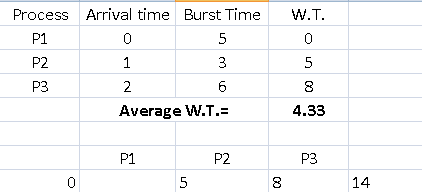 Process Arrival time Burst Time W.T.
P1 0 5 0
P2 1 3 5
P3 2 6 8
Average W.T.= 4.33
P1 P2 P3
0 5 8 14